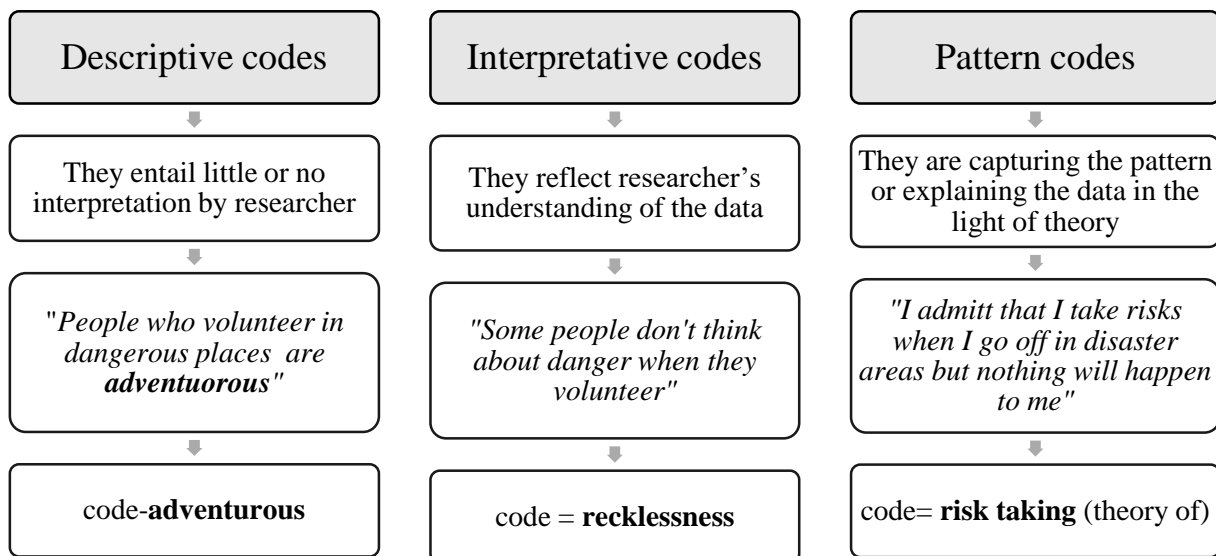 Descriptive codes
They entail little or no
interpretation by researcher
"People who volunteer in
dangerous places are
adventuorous"
code-adventurous
Interpretative codes
They reflect researcher’s
understanding of the data
"Some people don't think
about danger when they
volunteer"
code = recklessness
Pattern codes
They are capturing the pattern
or explaining the data in the
light of theory
"I admitt that I take risks
when I go off in disaster
areas but nothing will happen
to me"
code= risk taking (theory of)